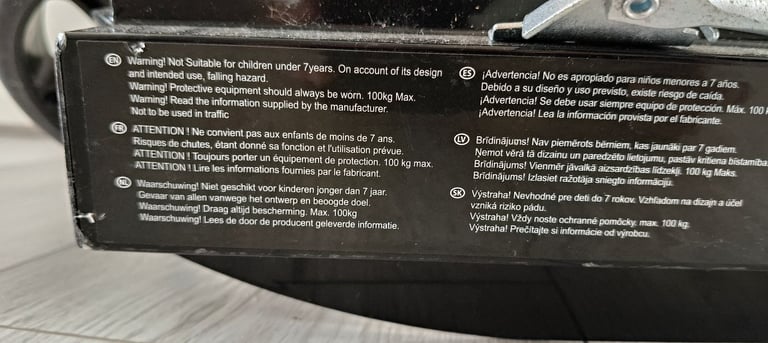 EN Warning! Not Suitable for children under 7years. On account of its design
and intended use, falling hazard.
Warning! Protective equipment should always be worn. 100kg Max.
Warning! Read the information supplied by the manufacturer.
Not to be used in traffic
FR ATTENTION ! Ne convient pas aux enfants de moins de 7 ans.
Risques de chutes, étant donné sa fonction et l'utilisation prévue.
ATTENTION ! Toujours porter un équipement de protection. 100 kg max.
ATTENTION ! Lire les informations fournies par le fabricant.
NL Waarschuwing! Niet geschikt voor kinderen jonger dan 7 jaar.
Gevaar van allen vanwege het ontwerp en beoogde doel.
Waarschuwing! Draag altijd bescherming. Max. 100kg
Waarschuwing! Lees de door de producent geleverde informatie.
ES ¡Advertencia! No es apropiado para niños menores a 7 años.
Debido a su diseño y uso previsto, existe riesgo de caída.
¡Advertencia! Se debe usar siempre equipo de protección. Máx. 100
¡Advertencia! Lea la información provista por el fabricante.
LV Brīdinājums! Nav piemērots bērniem, kas jaunāki par 7 gadiem.
Ņemot vērā tā dizainu un paredzēto lietojumu, pastāv kritiena bīstamība.
Brīdinājums! Vienmēr jāvalkā aizsardzības līdzekļi. 100 kg Maks.
Brīdinājums! Izlasiet ražotāja sniegto informāciju.
SK Výstraha! Nevhodné pre deti do 7 rokov. Vzhľadom na dizajn a účel
vzniká riziko pádu.
Výstraha! Vždy noste ochranné pomôcky. max. 100 kg.
Výstraha! Prečítajte si informácie od výrobcu.